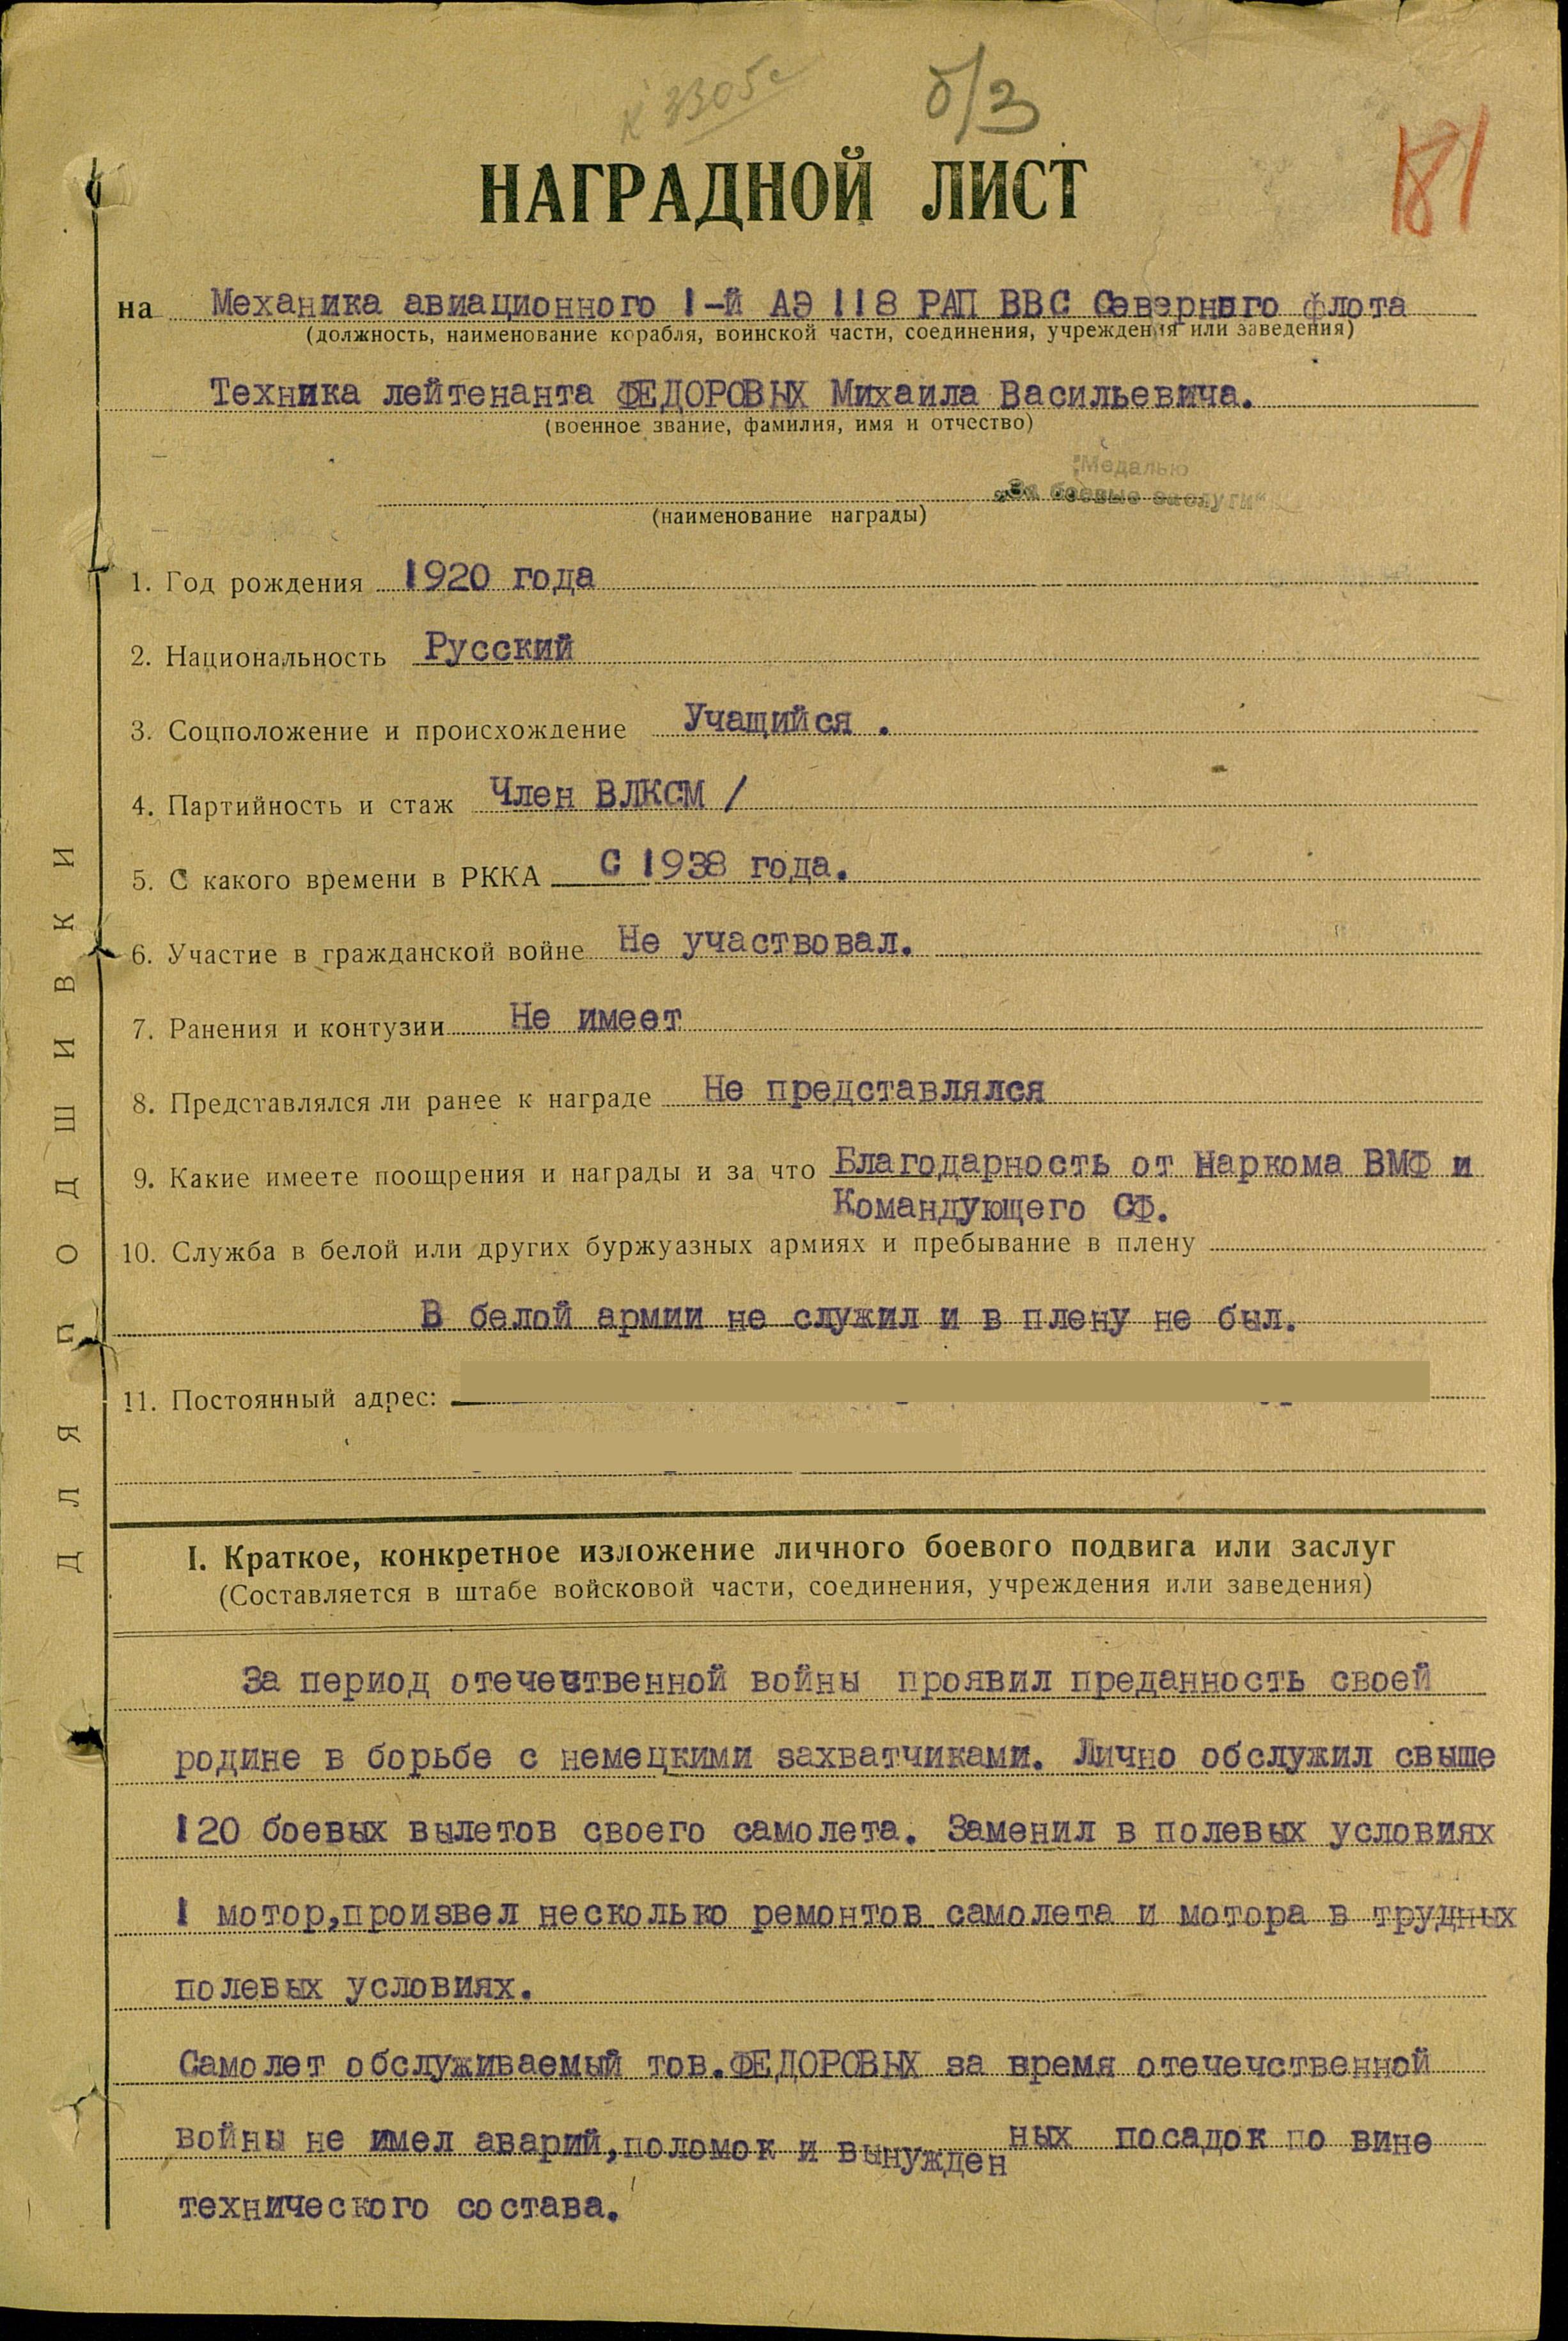 3305с
б/З
181
НАГРАДНОЙ ЛИСТ
на Механика авиационного 1-й АЭ 118 РАП ВВС Северного флота
(должность, наименование корабля, воинской части, соединения, учреждения или заведения)
Техника лейтенанта ФЕДОРОВЫХ Михаила Васильевича.
(военное звание, фамилия, имя и отчество)
Медалью
„За боевые заслуги“
(наименование награды)
1. Год рождения 1920 года
2. Национальность Русский
3. Соцположение и происхождение Учащийся .
4. Партийность и стаж Член ВЛКСМ /
5. С какого времени в РККА С 1938 года.
6. Участие в гражданской войне Не участвовал.
7. Ранения и контузии Не имеет
8. Представлялся ли ранее к награде Не представлялся
9. Какие имеете поощрения и награды и за что Благодарность от Наркома ВМФ и
Командующего СФ.
10. Служба в белой или других буржуазных армиях и пребывание в плену
В белой армии не служил и в плену не был.
11. Постоянный адрес:
ДЛЯ ПОДШИВКИ
I. Краткое, конкретное изложение личного боевого подвига или заслуг
(Составляется в штабе войсковой части, соединения, учреждения или заведения)
За период отечественной войны проявил преданность своей
родине в борьбе с немецкими захватчиками. Лично обслужил свыше
120 боевых вылетов своего самолета. Заменил в полевых условиях
1 мотор,произвел несколько ремонтов самолета и мотора в трудных
полевых условиях.
Самолет обслуживаемый тов.ФЕДОРОВЫХ за время отечечственной
войны не имел аварий,поломок и вынужденных посадок по вине
технического состава.